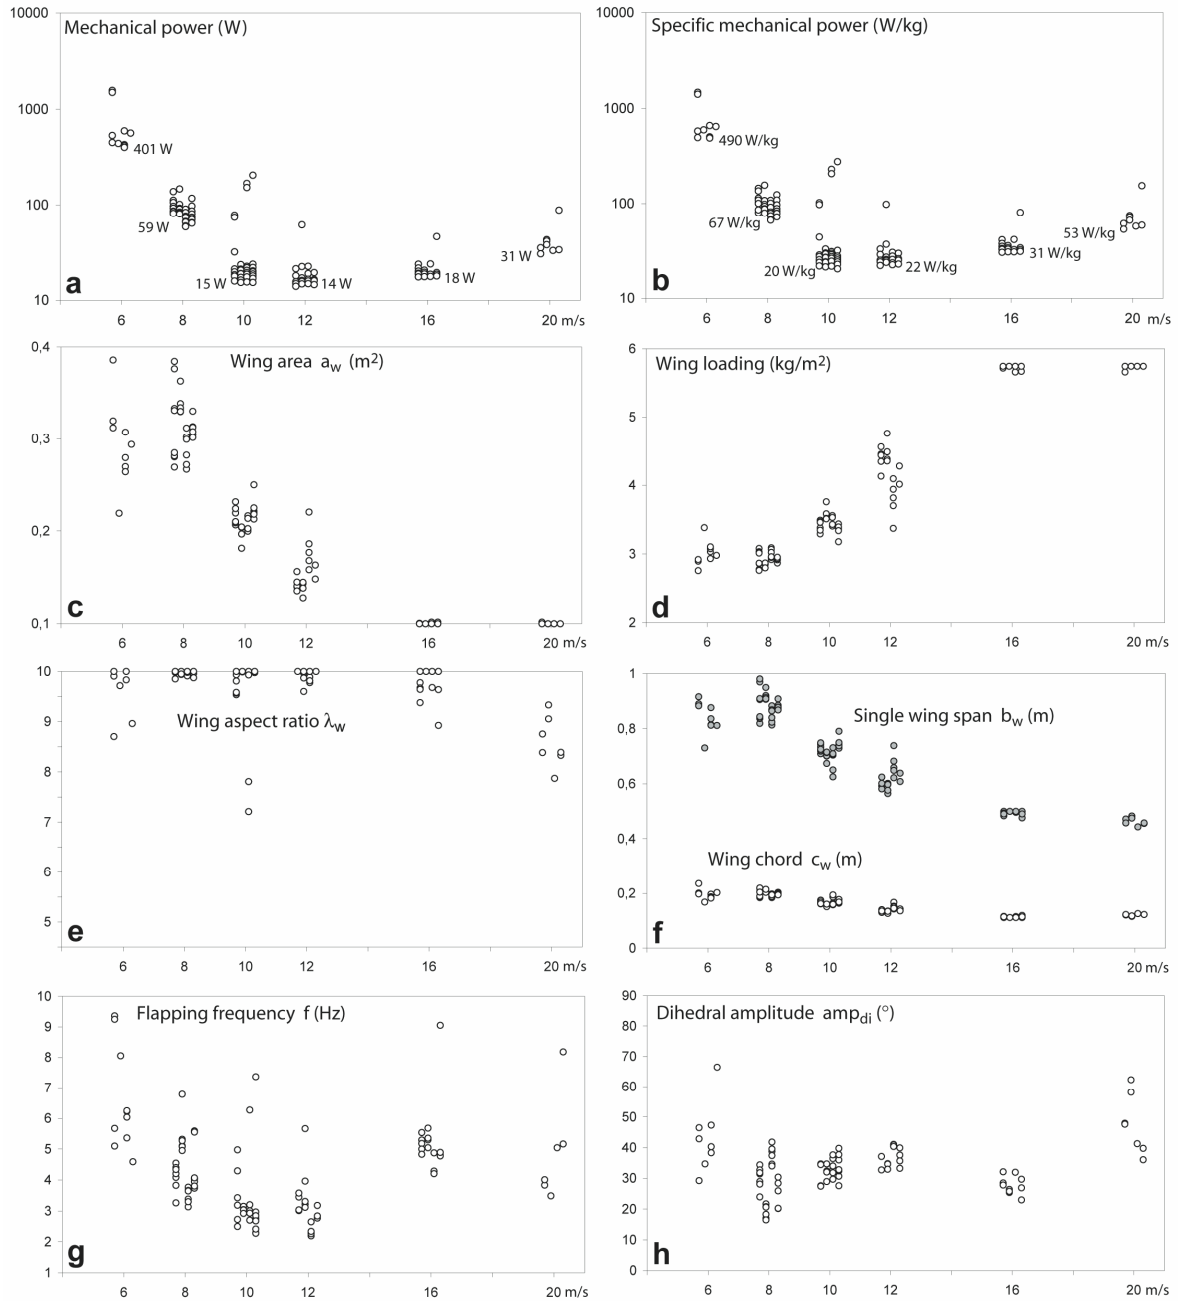 Mechanical power (W)
10000
1000
100
10
401 W
59 W
15 W
14 W
18 W
31 W
a
6 8 10 12 16 20 m/s
Specific mechanical power (W/kg)
10000
1000
100
10
490 W/kg
67 W/kg
20 W/kg
22 W/kg
31 W/kg
53 W/kg
b
6 8 10 12 16 20 m/s
Wing area aw (m2)
0,4
0,3
0,2
0,1
c
6 8 10 12 16 20 m/s
Wing loading (kg/m2)
6
5
4
3
2
d
6 8 10 12 16 20 m/s
10
9
8
7
6
5
Wing aspect ratio λw
e
6 8 10 12 16 20 m/s
1
0,8
0,6
0,4
0,2
0
Single wing span bw (m)
Wing chord cw (m)
f
6 8 10 12 16 20 m/s
Flapping frequency f (Hz)
10
9
8
7
6
5
4
3
2
1
g
6 8 10 12 16 20 m/s
Dihedral amplitude ampdi (°)
90
80
70
60
50
40
30
20
10
0
h
6 8 10 12 16 20 m/s